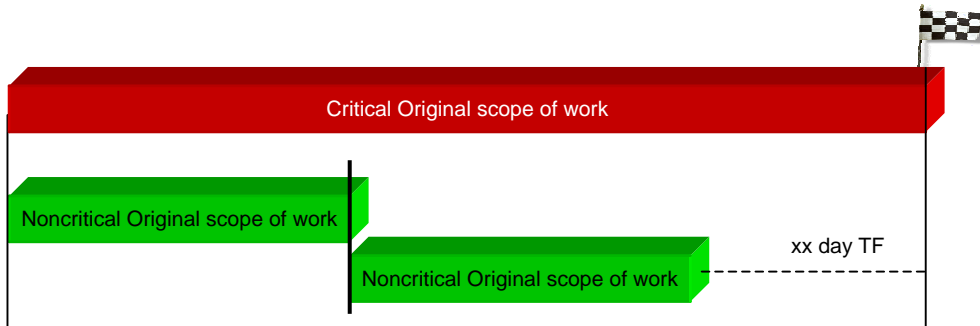 Critical Original scope of work
Noncritical Original scope of work
xx day TF
Noncritical Original scope of work